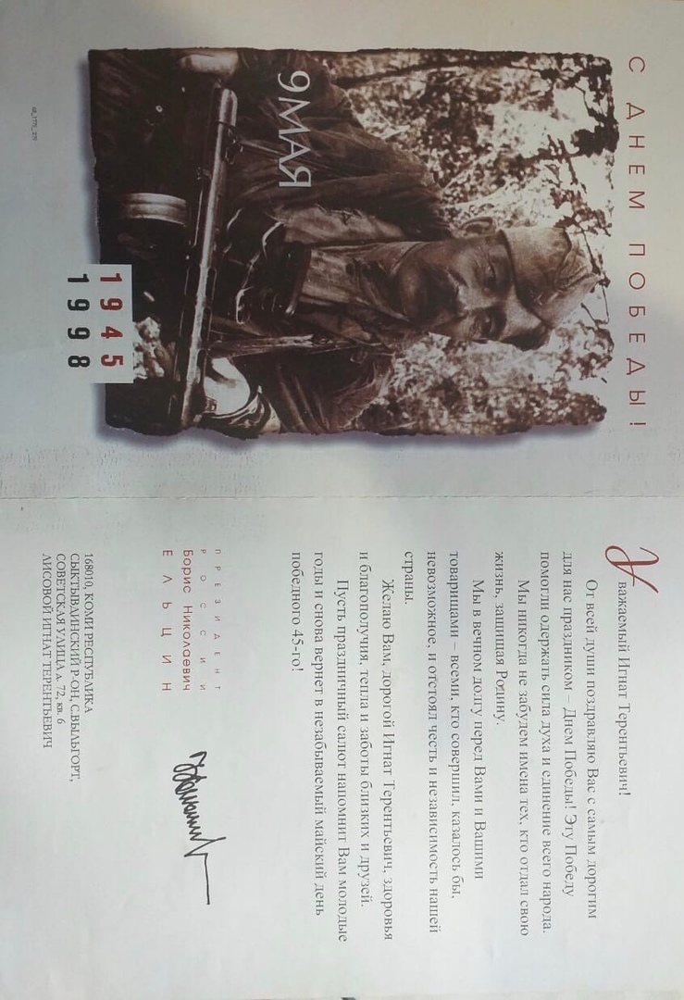 С ДНЕМ ПОБЕДЫ!
9 МАЯ
1945
1998
Уважаемый Игнат Терентьевич!
От всей души поздравляю Вас с самым дорогим
для нас праздником – Днем Победы! Эту Победу
помогли одержать сила духа и единение всего народа.
Мы никогда не забудем имена тех, кто отдал свою
жизнь, защищая Родину.
Мы в вечном долгу перед Вами и Вашими
товарищами – всеми, кто совершил, казалось бы,
невозможное, и отстоял честь и независимость нашей
страны.
Желаю Вам, дорогой Игнат Терентьевич, здоровья
и благополучия, тепла и заботы близких и друзей.
Пусть праздничный салют напомнит Вам молодые
годы и снова вернет в незабываемый майский день
победного 45-го!
ПРЕЗИДЕНТ
РОССИИ
Борис Николаевич
ЕЛЬЦИН
168010, КОМИ РЕСПУБЛИКА
СЫКТЫВДИНСКИЙ Р-ОН, С.ВЫЛЬГОРТ,
СОВЕТСКАЯ УЛИЦА д. 72, кв. 6
ЛИСОВОЙ ИГНАТ ТЕРЕНТЬЕВИЧ